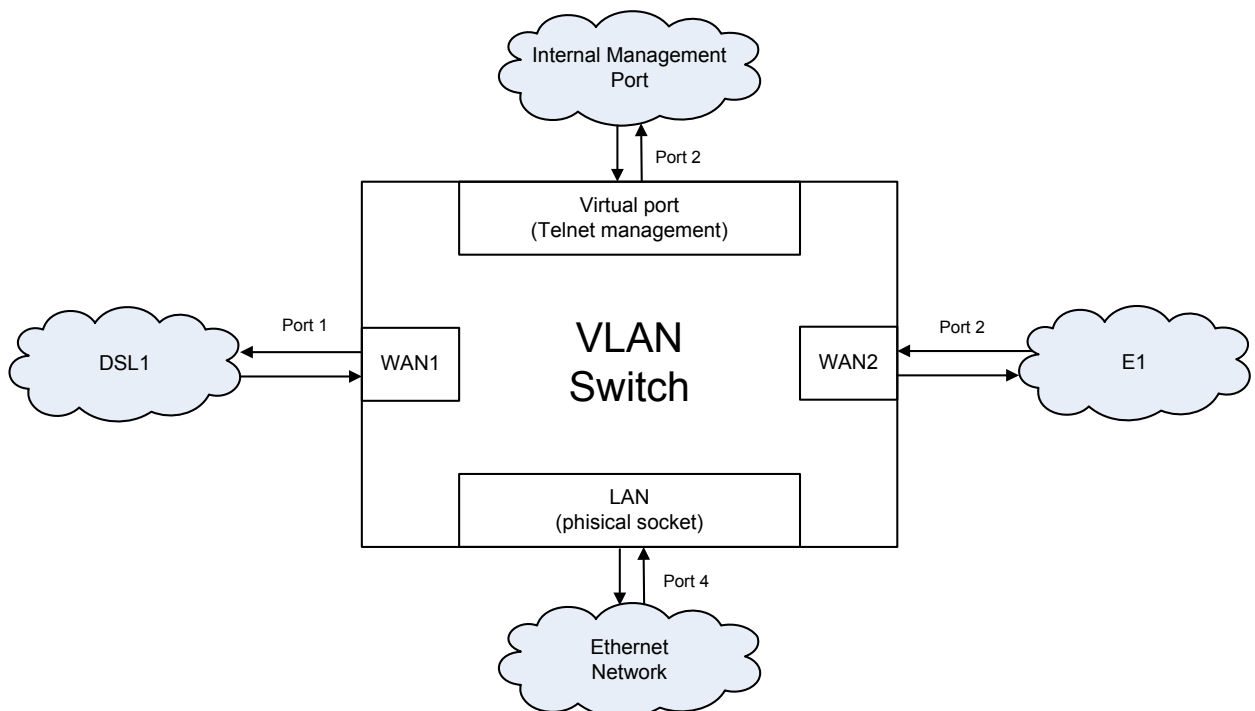 Internal Management
Port
Port 2
Virtual port
(Telnet management)
DSL1
Port 1
WAN1
VLAN
Switch
WAN2
Port 2
E1
LAN
(phisical socket)
Port 4
Ethernet
Network